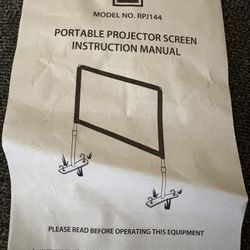 MODEL NO. RPJ144
PORTABLE PROJECTOR SCREEN
INSTRUCTION MANUAL
PLEASE READ BEFORE OPERATING THIS EQUIPMENT